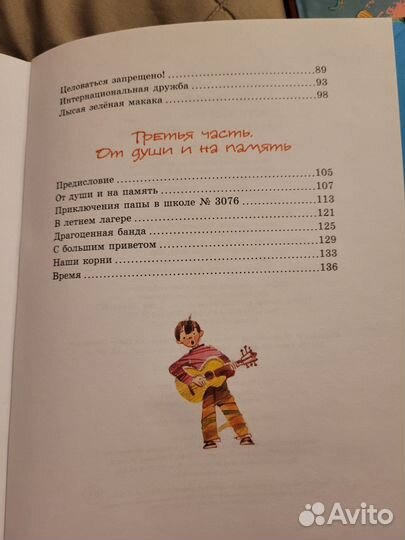 Целоваться запрещено! 89
Интернациональная дружба 93
Лысая зелёная макака 98
Третья часть.
От души и на память
Предисловие 105
От души и на память 107
Приключения папы в школе № 3076 113
В летнем лагере 121
Драгоценная банда 125
С большим приветом 129
Наши корни 133
Время 136
Avito